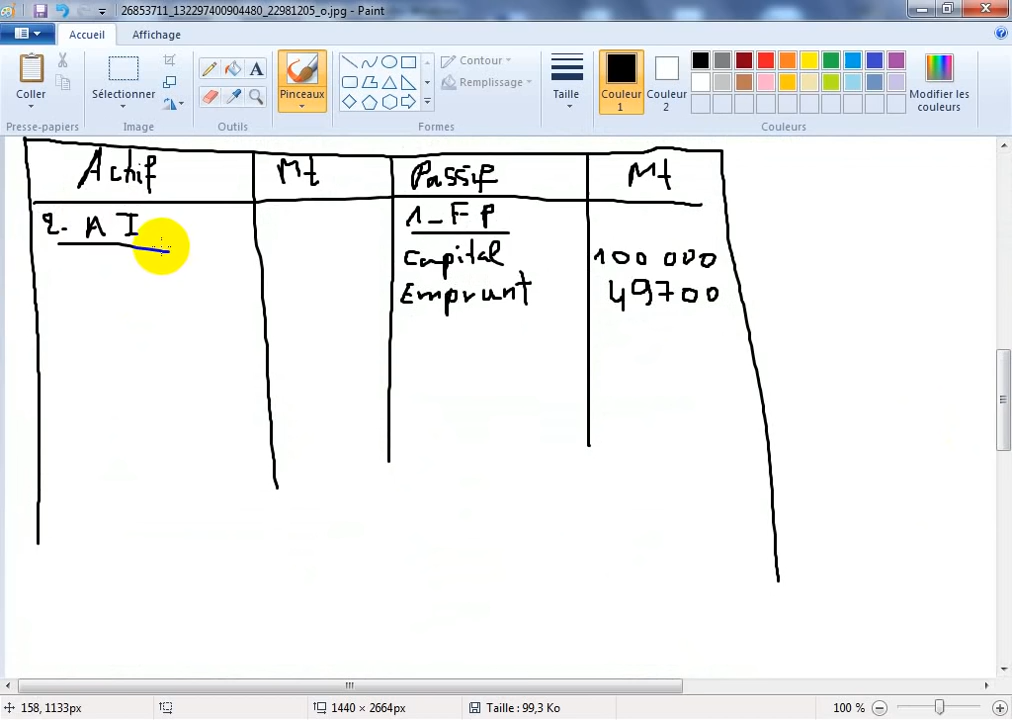 26853711_132297400904480_22981205_o.jpg - Paint
Accueil Affichage
Coller
Sélectionner
Pinceaux
Contour
Remplissage
Taille
Couleur 1
Couleur 2
Modifier les couleurs
Presse-papiers
Image
Outils
Formes
Couleurs
Actif Mt Passif Mt
2- A I 1_ F P
Capital 100 000
Emprunt 49700
158, 1133px
1440 × 2664px
Taille : 99,3 Ko
100 %